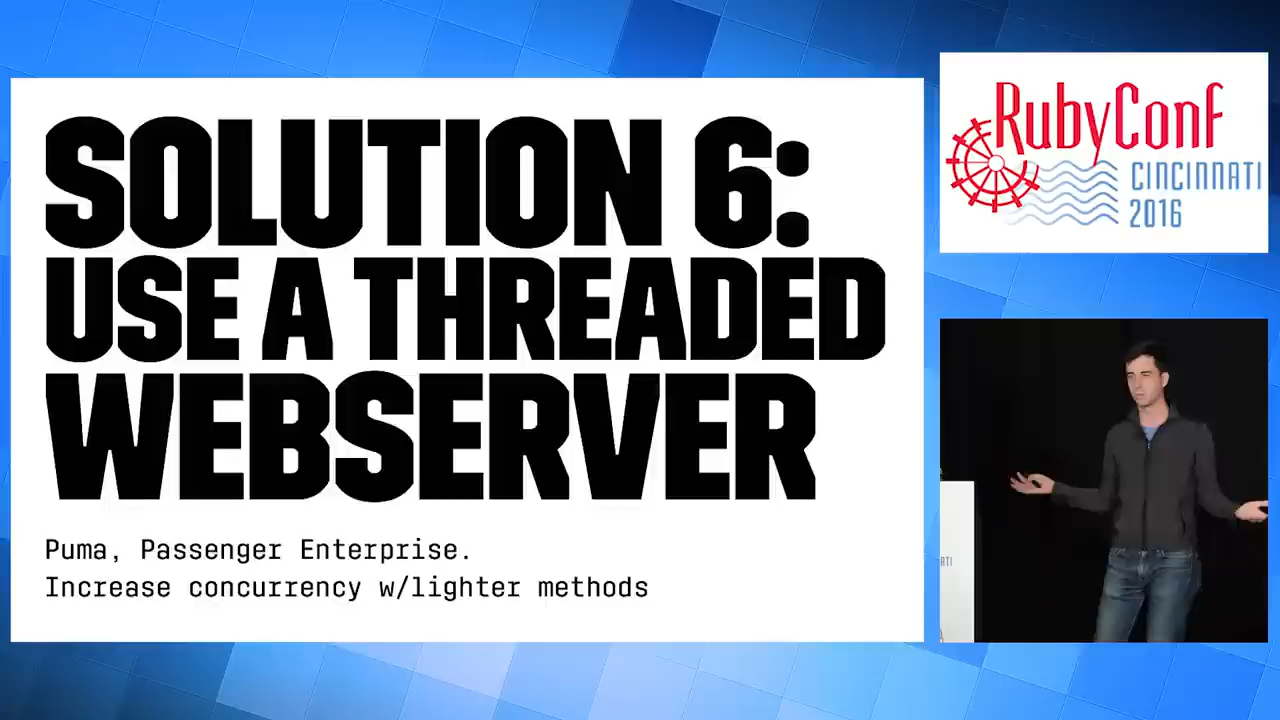 SOLUTION 6:
USE A THREADED
WEBSERVER
Puma, Passenger Enterprise.
Increase concurrency w/lighter methods
RubyConf
CINCINNATI
2016